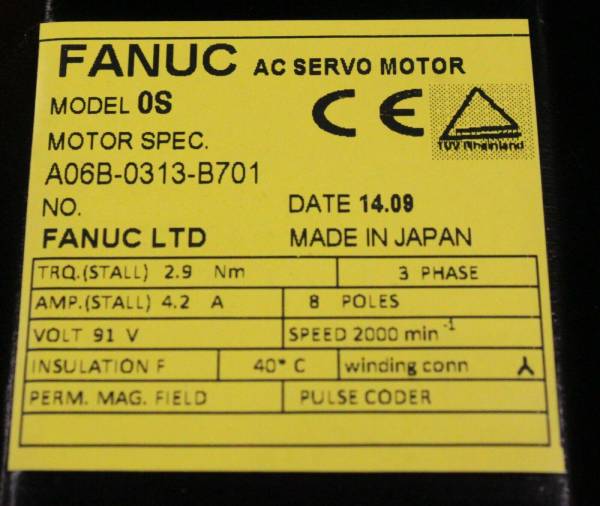 FANUC AC SERVO MOTOR
MODEL 0S
MOTOR SPEC.
A06B-0313-B701
NO.
DATE 14.09
FANUC LTD MADE IN JAPAN
CE
TUV Rheinland
TRQ.(STALL) 2.9 Nm 3 PHASE
AMP.(STALL) 4.2 A 8 POLES
VOLT 91 V SPEED 2000 min⁻¹
INSULATION F 40° C winding conn
PERM. MAG. FIELD PULSE CODER